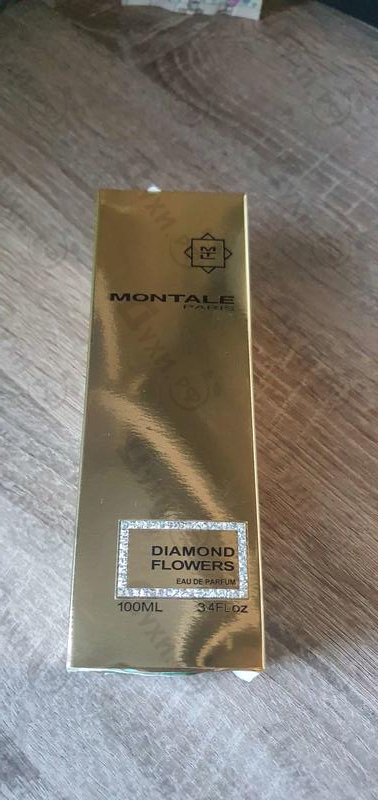 MONTALE
PARIS
DIAMOND
FLOWERS
EAU DE PARFUM
100ML 3.4FLoz